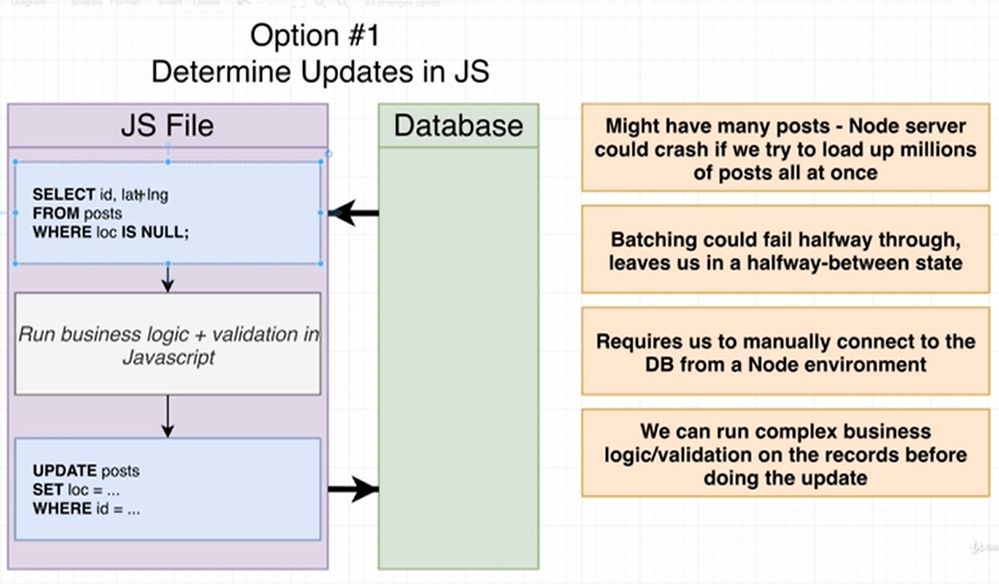 Option #1
Determine Updates in JS
JS File
SELECT id, lat, lng
FROM posts
WHERE loc IS NULL;
Run business logic + validation in
Javascript
UPDATE posts
SET loc = ...
WHERE id = ...
Database
Might have many posts - Node server
could crash if we try to load up millions
of posts all at once
Batching could fail halfway through,
leaves us in a halfway-between state
Requires us to manually connect to the
DB from a Node environment
We can run complex business
logic/validation on the records before
doing the update